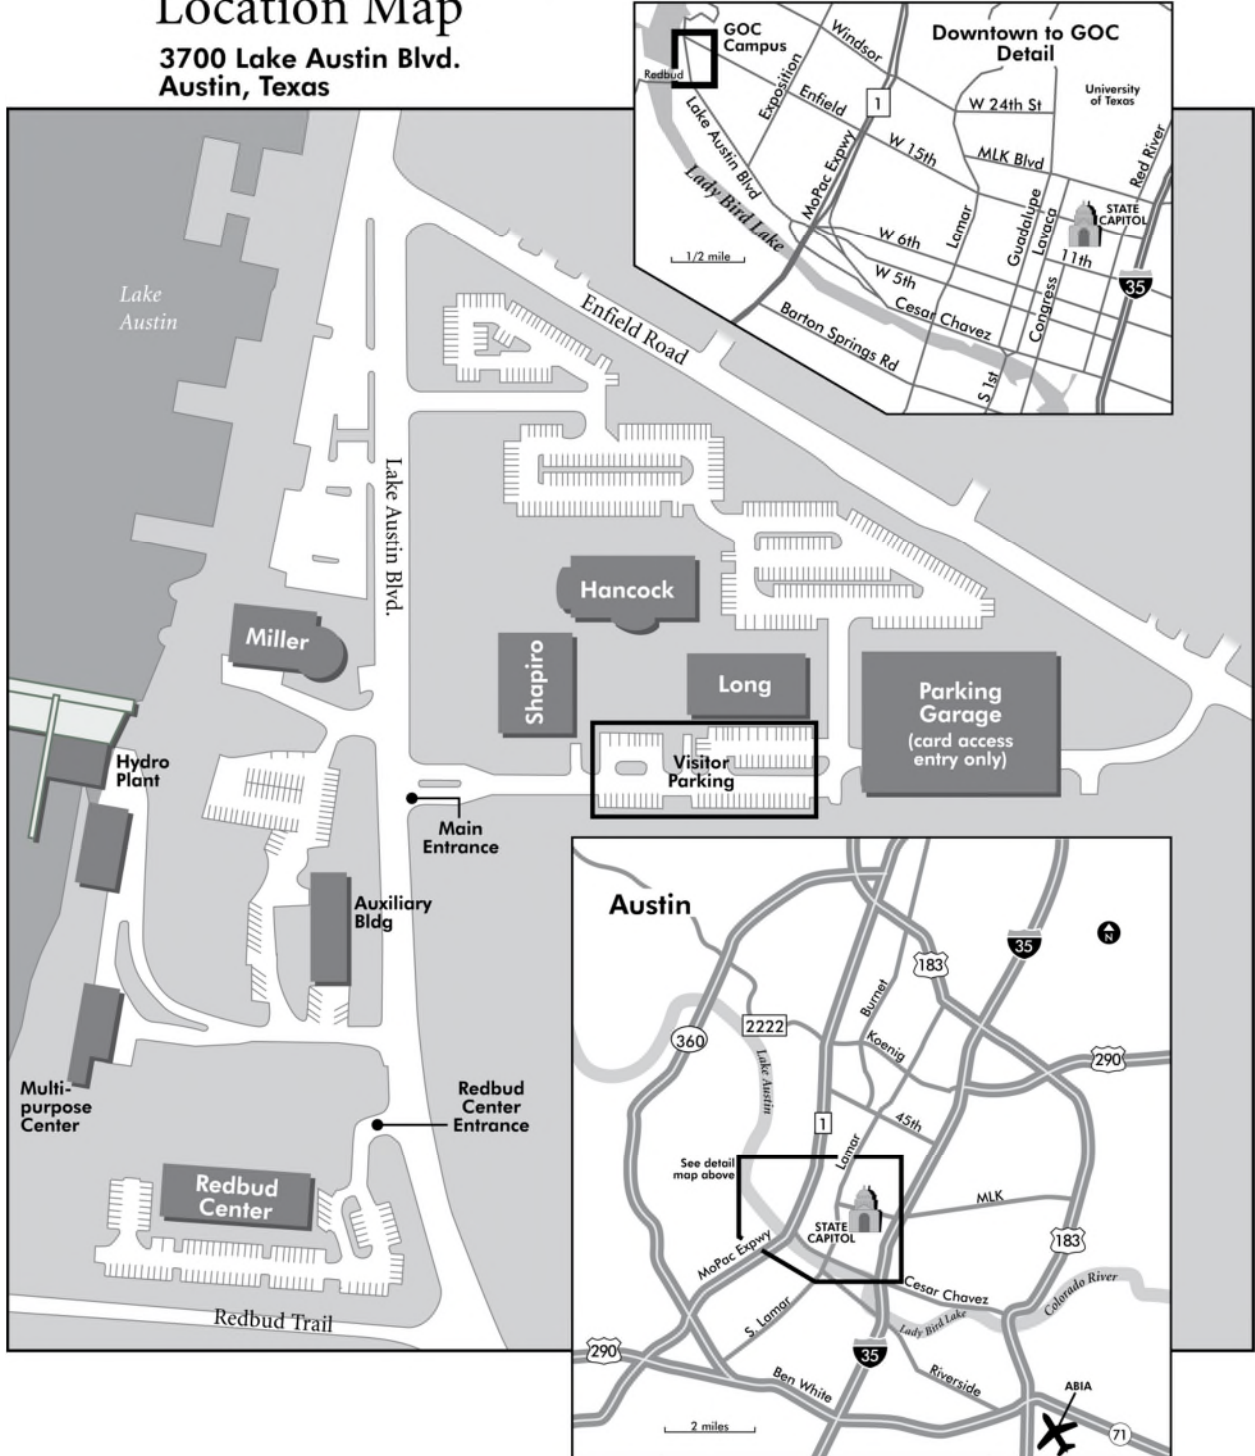 Location Map
3700 Lake Austin Blvd.
Austin, Texas
GOC
Campus
Redbud
Windsor
Downtown to GOC
Detail
University
of Texas
Exposition
Enfield
1
W 24th St
Lake Austin Blvd
MoPac Expwy
W 15th
MLK Blvd
Red River
Lady Bird Lake
Lamar
Guadalupe
Lavaca
STATE
CAPITOL
W 6th
11th
1/2 mile
W 5th
35
Cesar Chavez
Congress
Barton Springs Rd
S 1st
Lake
Austin
Enfield Road
Lake Austin Blvd.
Hancock
Miller
Shapiro
Long
Parking
Garage
(card access
entry only)
Visitor
Parking
Hydro
Plant
Main
Entrance
Auxiliary
Bldg
Multi-
purpose
Center
Redbud
Center
Entrance
Redbud
Center
Redbud Trail
Austin
N
35
183
Burnet
2222
360
Koenig
290
Lake Austin
1
45th
Lamar
See detail
map above
MLK
STATE
CAPITOL
183
MoPac Expwy
Cesar Chavez
Colorado River
S. Lamar
Lady Bird Lake
290
35
Ben White
Riverside
ABIA
2 miles
71